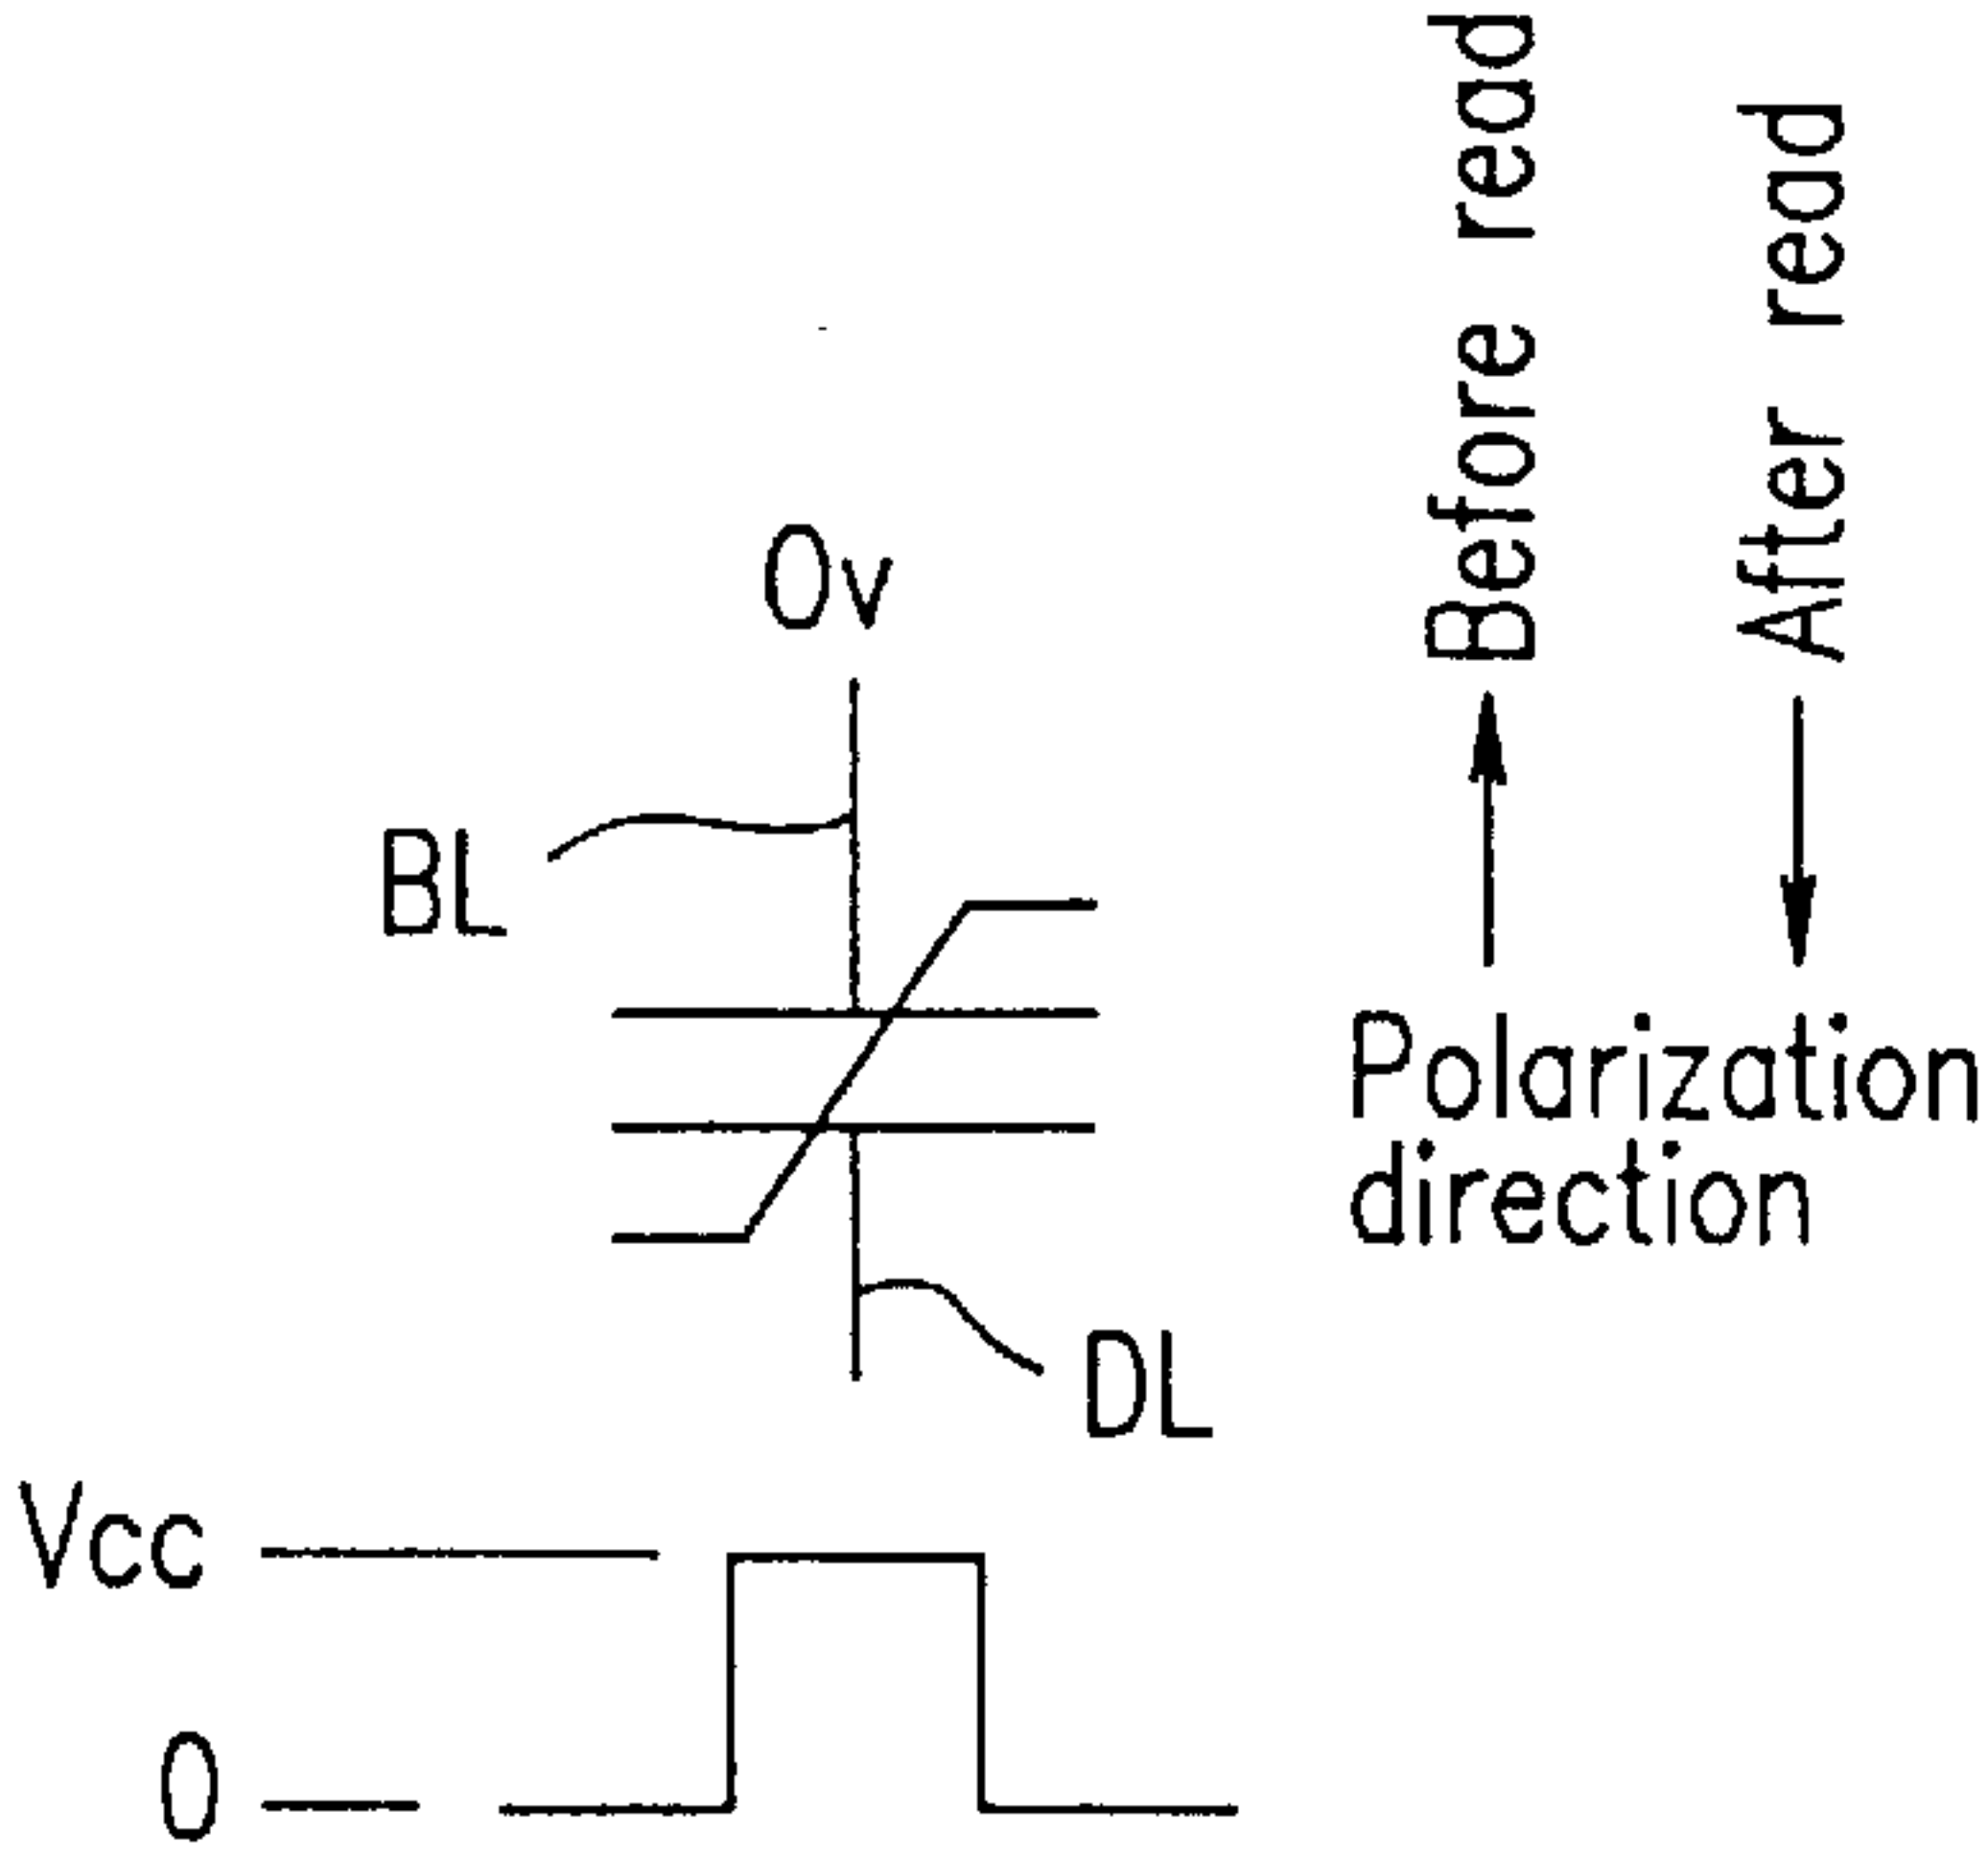 Before read
After read
0v
BL
Polarization
direction
DL
Vcc
0